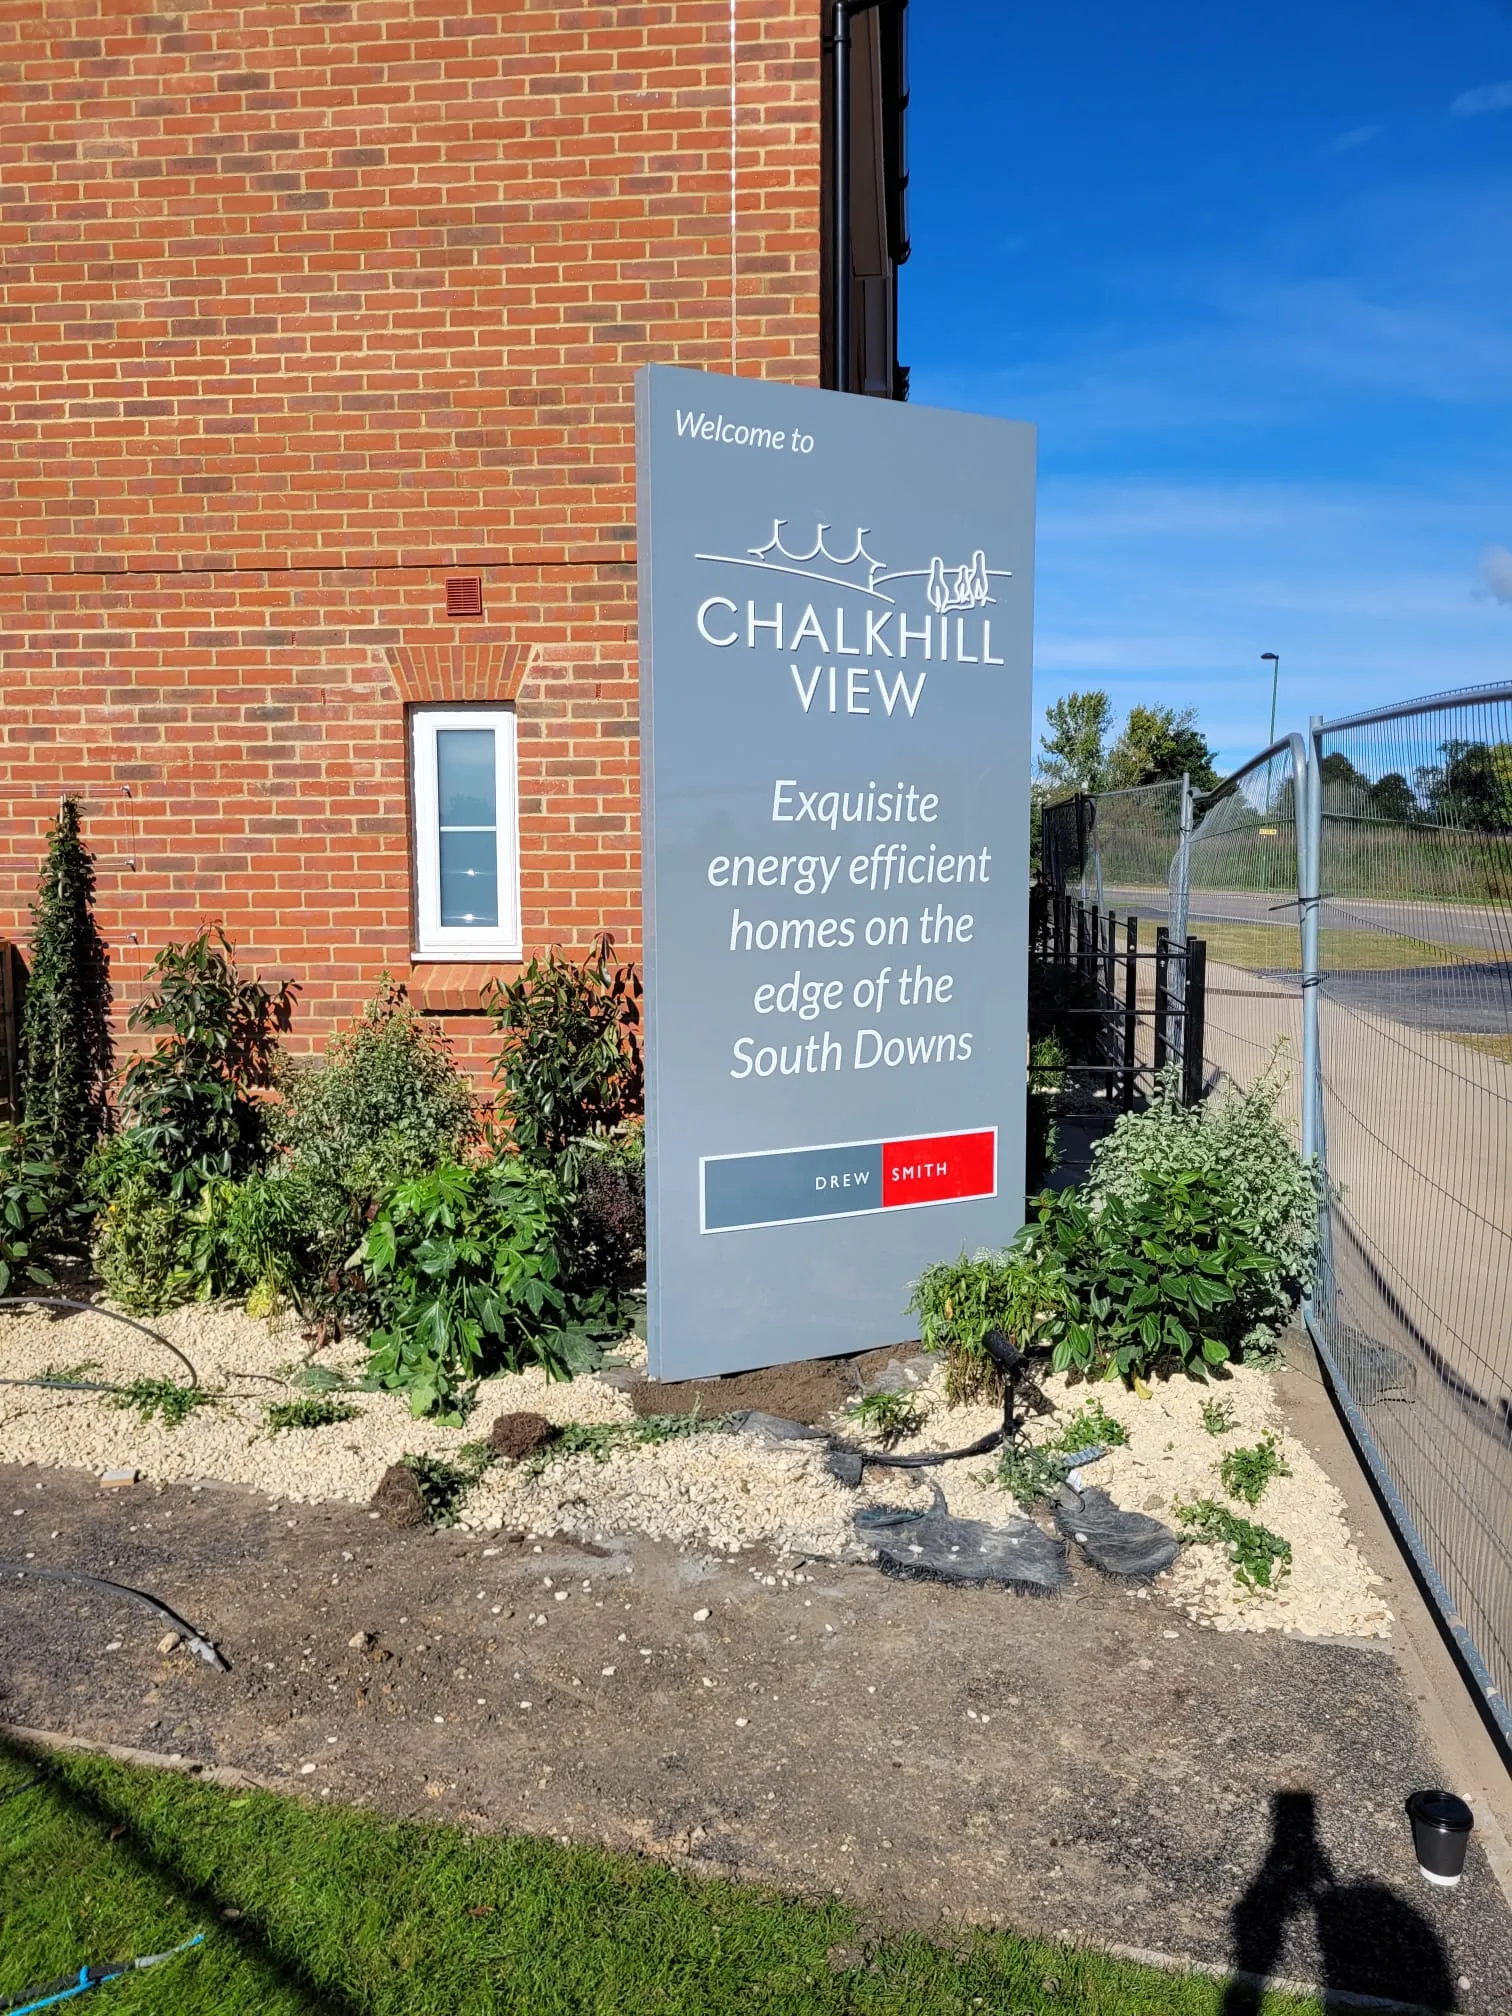 Welcome to
CHALKHILL
VIEW
Exquisite
energy efficient
homes on the
edge of the
South Downs
DREW SMITH